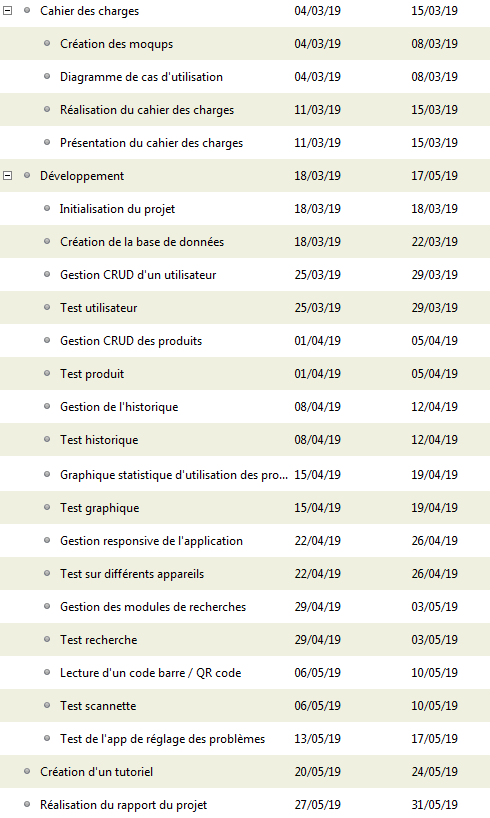 Cahier des charges 04/03/19 15/03/19
Création des moqups 04/03/19 08/03/19
Diagramme de cas d'utilisation 04/03/19 08/03/19
Réalisation du cahier des charges 11/03/19 15/03/19
Présentation du cahier des charges 11/03/19 15/03/19
Développement 18/03/19 17/05/19
Initialisation du projet 18/03/19 18/03/19
Création de la base de données 18/03/19 22/03/19
Gestion CRUD d'un utilisateur 25/03/19 29/03/19
Test utilisateur 25/03/19 29/03/19
Gestion CRUD des produits 01/04/19 05/04/19
Test produit 01/04/19 05/04/19
Gestion de l'historique 08/04/19 12/04/19
Test historique 08/04/19 12/04/19
Graphique statistique d'utilisation des pro... 15/04/19 19/04/19
Test graphique 15/04/19 19/04/19
Gestion responsive de l'application 22/04/19 26/04/19
Test sur différents appareils 22/04/19 26/04/19
Gestion des modules de recherches 29/04/19 03/05/19
Test recherche 29/04/19 03/05/19
Lecture d'un code barre / QR code 06/05/19 10/05/19
Test scannette 06/05/19 10/05/19
Test de l'app de réglage des problèmes 13/05/19 17/05/19
Création d'un tutoriel 20/05/19 24/05/19
Réalisation du rapport du projet 27/05/19 31/05/19